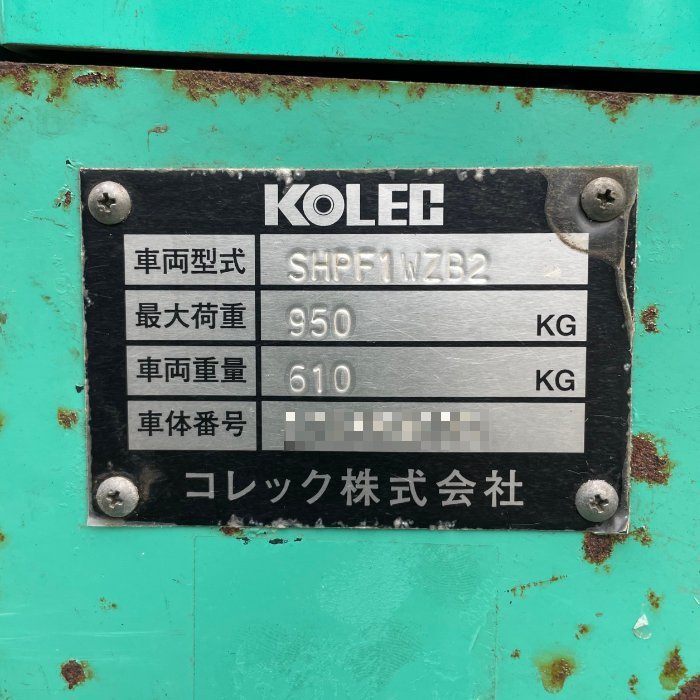 KOLEC
車両型式 SHPF1WZB2
最大荷重 950 KG
車両重量 610 KG
車体番号
コレック株式会社